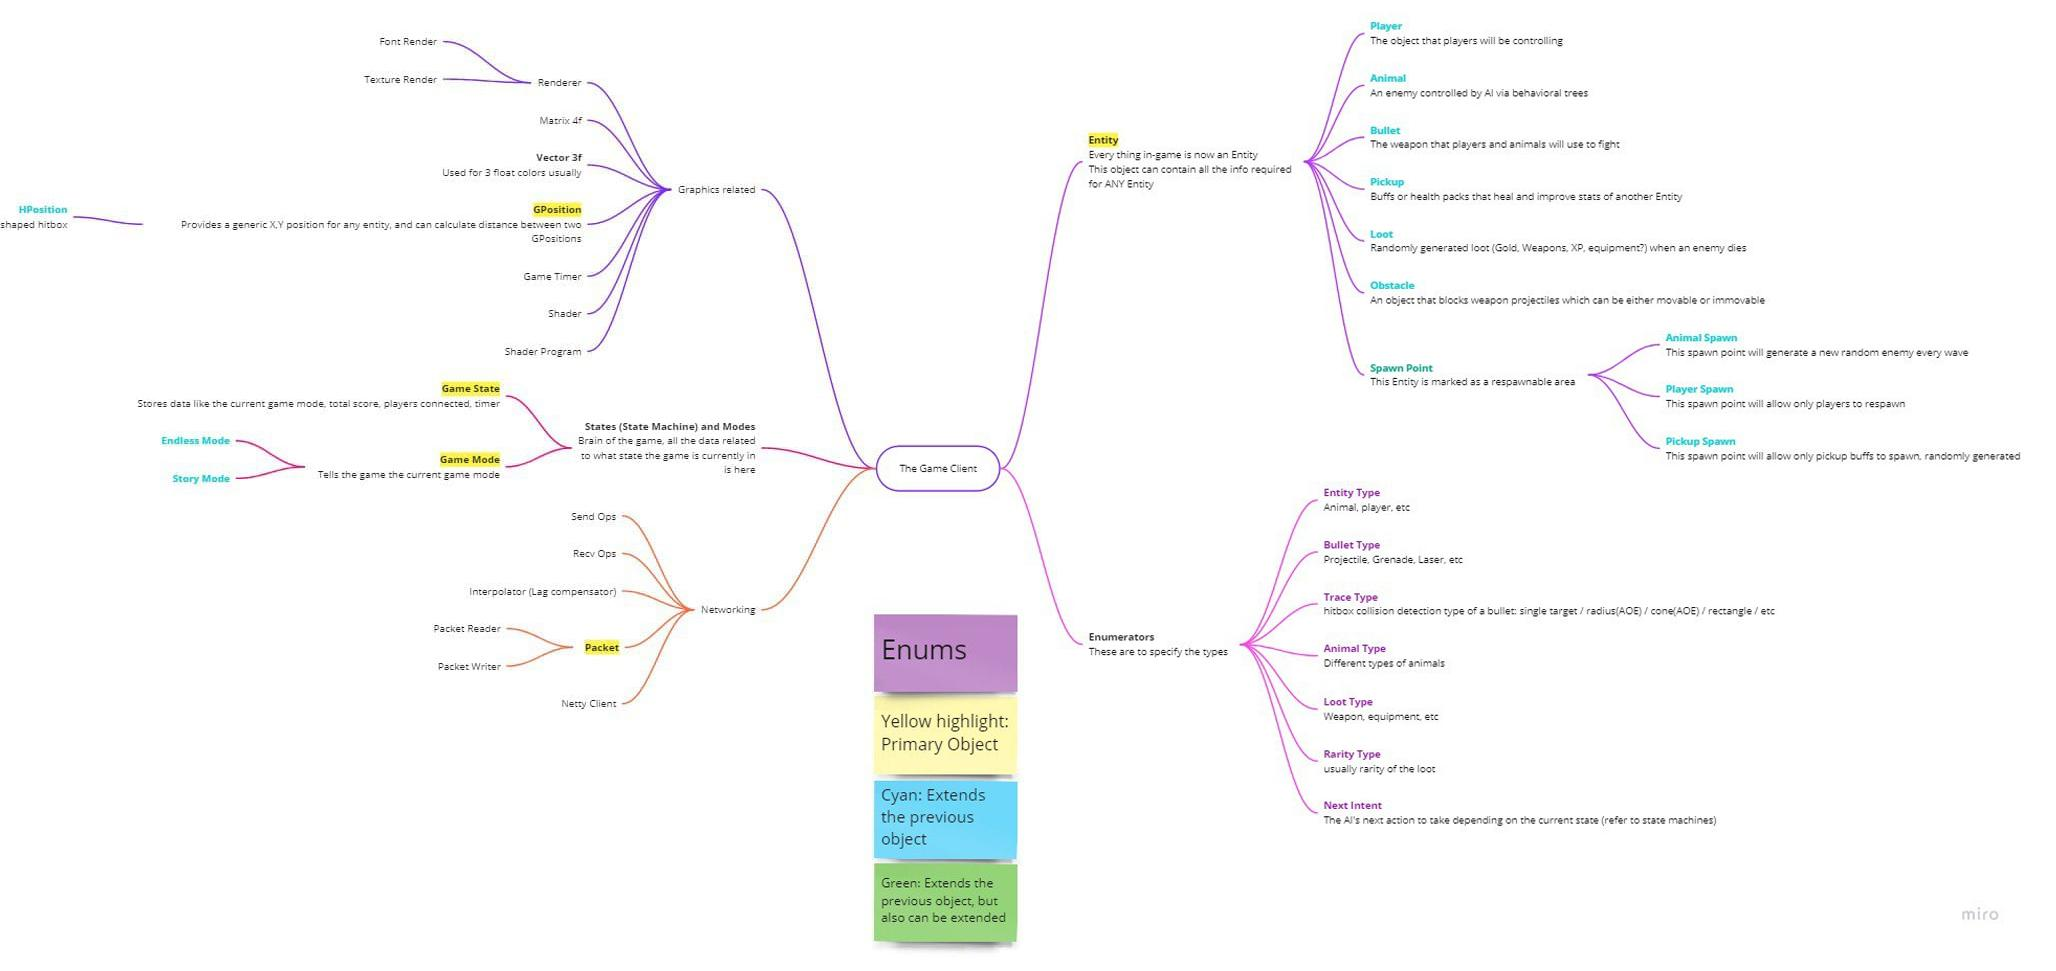 Font Render
Texture Render
Renderer
Matrix 4f
Vector 3f
Used for 3 float colors usually
HPosition
shaped hitbox
GPosition
Provides a generic X,Y position for any entity, and can calculate distance between two
GPositions
Game Timer
Shader
Shader Program
Graphics related
Game State
Stores data like the current game mode, total score, players connected, timer
Endless Mode
Story Mode
Game Mode
Tells the game the current game mode
States (State Machine) and Modes
Brain of the game, all the data related
to what state the game is currently in
is here
Send Ops
Recv Ops
Interpolator (Lag compensator)
Packet Reader
Packet Writer
Packet
Netty Client
Networking
The Game Client
Entity
Every thing in-game is now an Entity
This object can contain all the info required
for ANY Entity
Player
The object that players will be controlling
Animal
An enemy controlled by AI via behavioral trees
Bullet
The weapon that players and animals will use to fight
Pickup
Buffs or health packs that heal and improve stats of another Entity
Loot
Randomly generated loot (Gold, Weapons, XP, equipment?) when an enemy dies
Obstacle
An object that blocks weapon projectiles which can be either movable or immovable
Spawn Point
This Entity is marked as a respawnable area
Animal Spawn
This spawn point will generate a new random enemy every wave
Player Spawn
This spawn point will allow only players to respawn
Pickup Spawn
This spawn point will allow only pickup buffs to spawn, randomly generated
Enumerators
These are to specify the types
Entity Type
Animal, player, etc
Bullet Type
Projectile, Grenade, Laser, etc
Trace Type
hitbox collision detection type of a bullet: single target / radius(AOE) / cone(AOE) / rectangle / etc
Animal Type
Different types of animals
Loot Type
Weapon, equipment, etc
Rarity Type
usually rarity of the loot
Next Intent
The AI's next action to take depending on the current state (refer to state machines)
Enums
Yellow highlight:
Primary Object
Cyan: Extends
the previous
object
Green: Extends the
previous object, but
also can be extended
miro